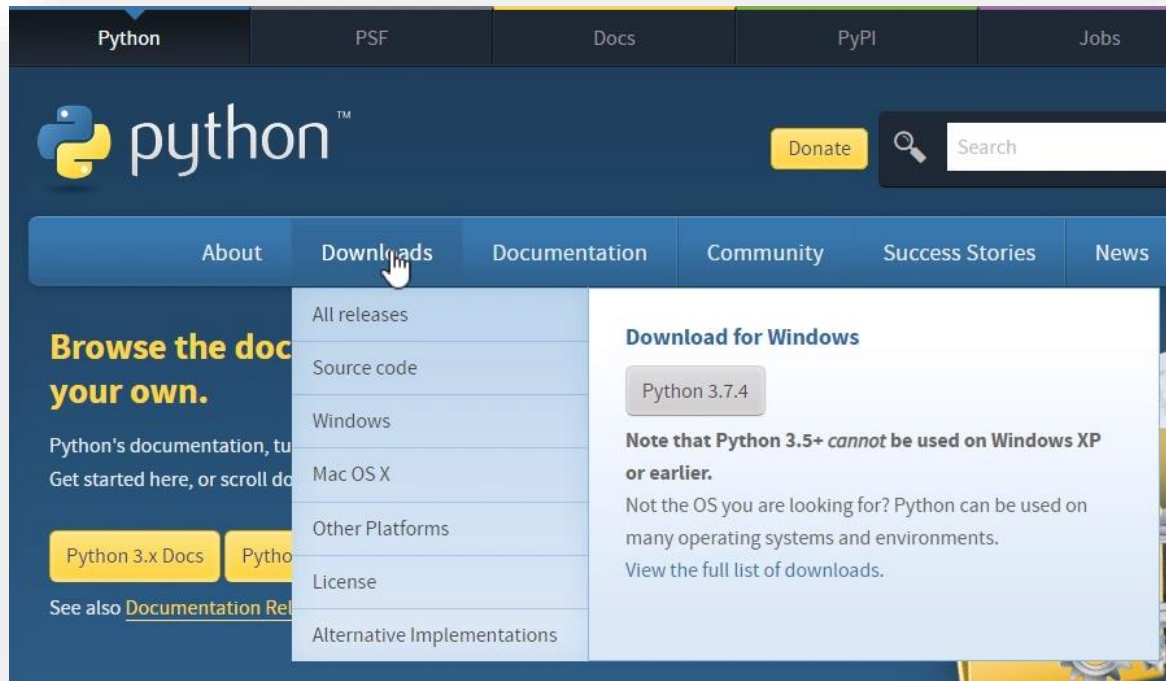 Python PSF Docs PyPI Jobs
python™
Donate Search
About Downloads Documentation Community Success Stories News
Browse the doc
your own.
Python's documentation, tu
Get started here, or scroll do
Python 3.x Docs Pytho
See also Documentation Rel
All releases
Source code
Windows
Mac OS X
Other Platforms
License
Alternative Implementations
Download for Windows
Python 3.7.4
Note that Python 3.5+ cannot be used on Windows XP
or earlier.
Not the OS you are looking for? Python can be used on
many operating systems and environments.
View the full list of downloads.